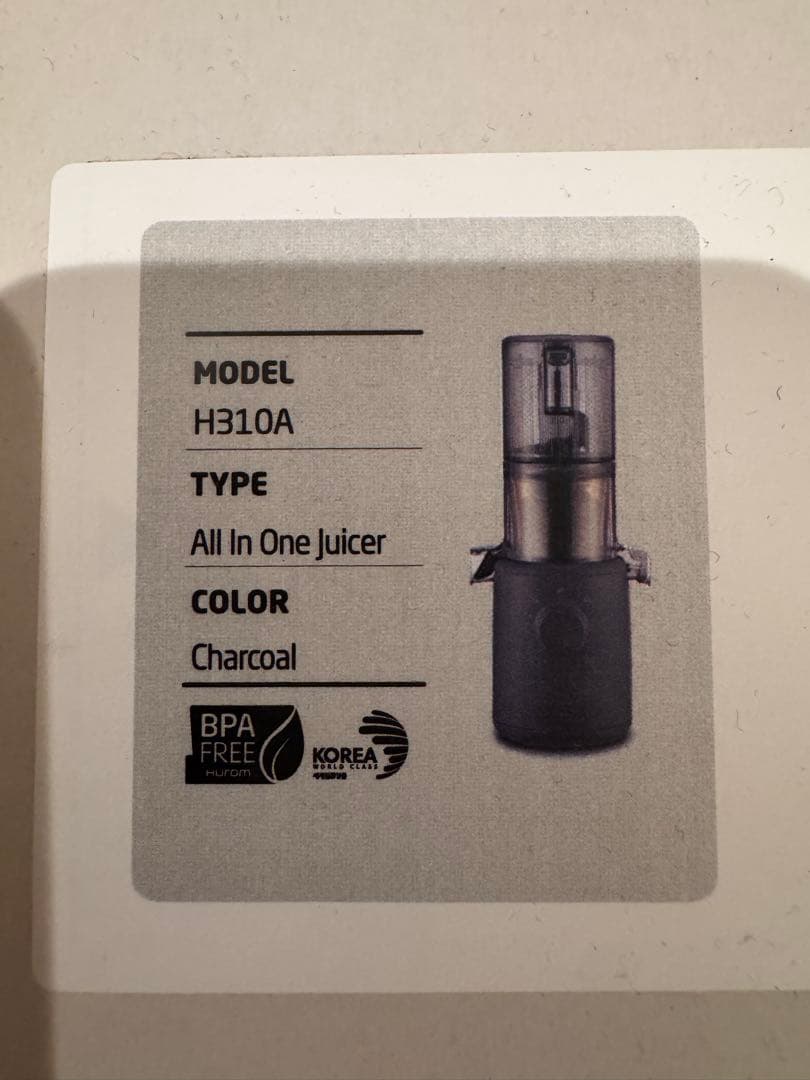 MODEL
H310A
TYPE
All In One Juicer
COLOR
Charcoal
BPA
FREE
Hurom
KOREA
WORLD CLASS